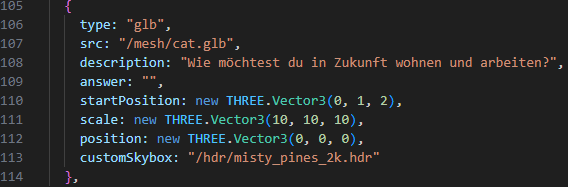 105 {
106 type: "glb",
107 src: "/mesh/cat.glb",
108 description: "Wie möchtest du in Zukunft wohnen und arbeiten?",
109 answer: "",
110 startPosition: new THREE.Vector3(0, 1, 2),
111 scale: new THREE.Vector3(10, 10, 10),
112 position: new THREE.Vector3(0, 0, 0),
113 customSkybox: "/hdr/misty_pines_2k.hdr"
114 },